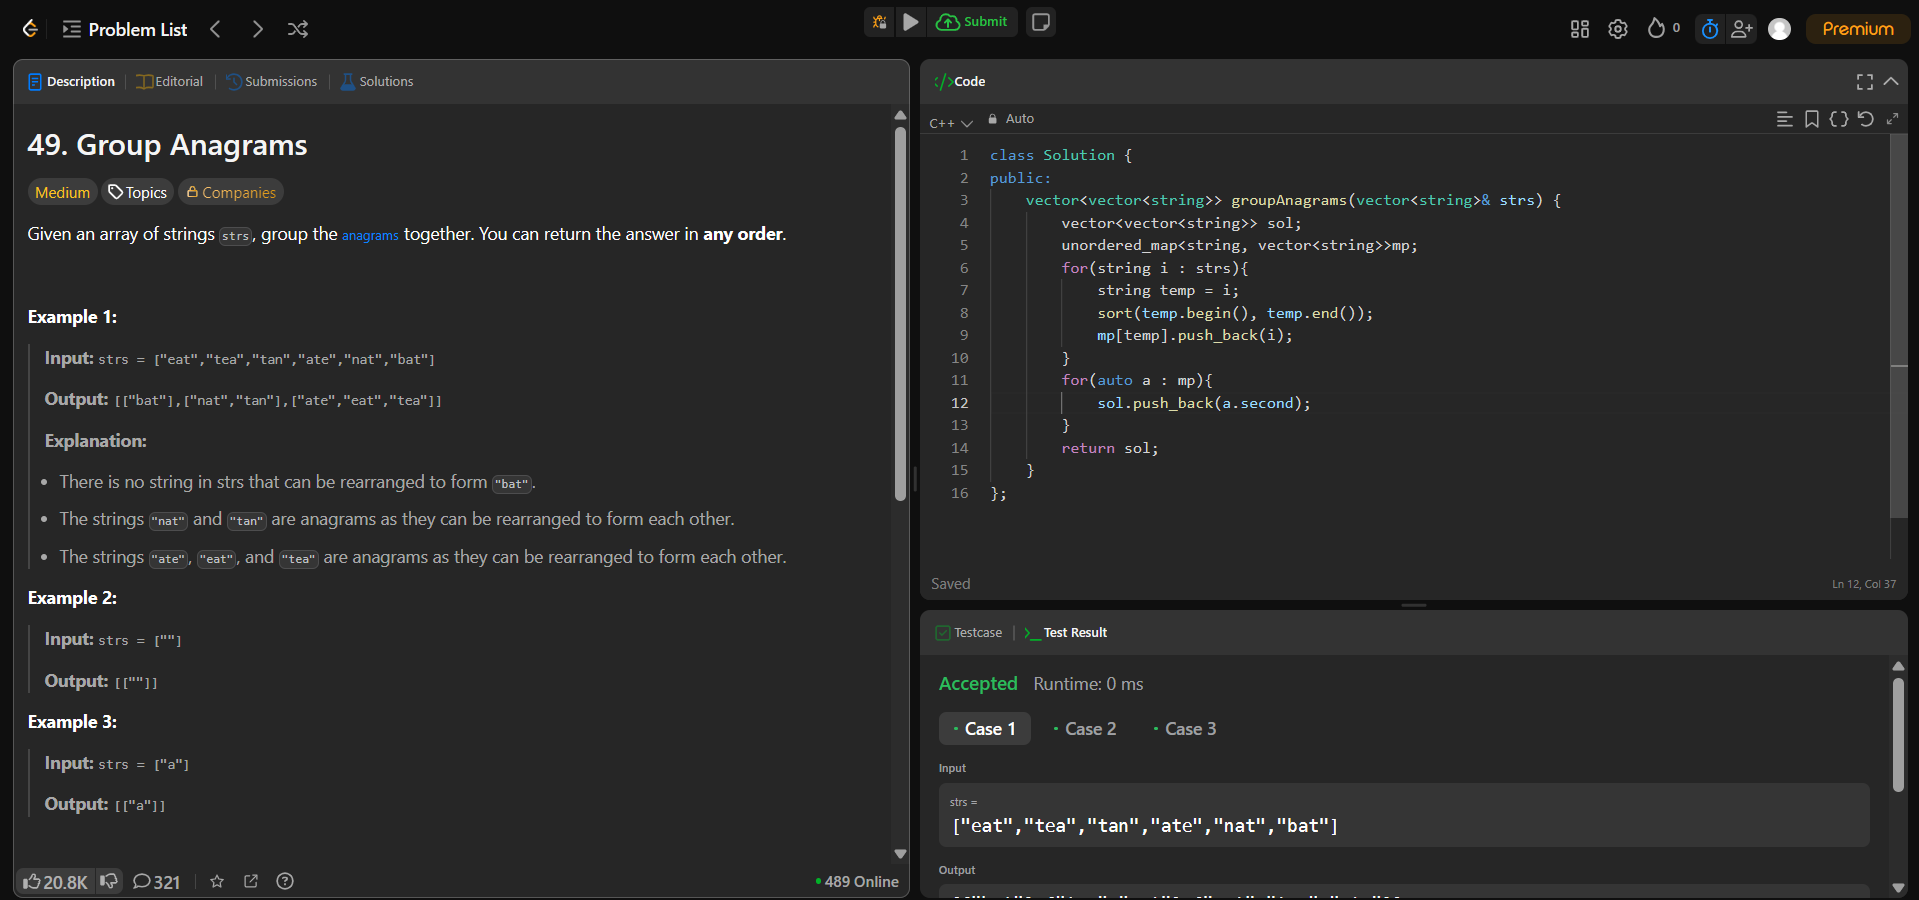 Problem List
Submit
0
Premium
Description
Editorial
Submissions
Solutions
49. Group Anagrams
Medium
Topics
Companies
Given an array of strings strs, group the anagrams together. You can return the answer in any order.
Example 1:
Input: strs = ["eat","tea","tan","ate","nat","bat"]
Output: [["bat"],["nat","tan"],["ate","eat","tea"]]
Explanation:
• There is no string in strs that can be rearranged to form "bat".
• The strings "nat" and "tan" are anagrams as they can be rearranged to form each other.
• The strings "ate", "eat", and "tea" are anagrams as they can be rearranged to form each other.
Example 2:
Input: strs = [""]
Output: [[""]]
Example 3:
Input: strs = ["a"]
Output: [["a"]]
20.8K
321
489 Online
</>Code
C++
Auto
1 class Solution {
2 public:
3 vector<vector<string>> groupAnagrams(vector<string>& strs) {
4 vector<vector<string>> sol;
5 unordered_map<string, vector<string>>mp;
6 for(string i : strs){
7 string temp = i;
8 sort(temp.begin(), temp.end());
9 mp[temp].push_back(i);
10 }
11 for(auto a : mp){
12 sol.push_back(a.second);
13 }
14 return sol;
15 }
16 };
Saved
Ln 12, Col 37
Testcase
Test Result
Accepted
Runtime: 0 ms
Case 1
Case 2
Case 3
Input
strs =
["eat","tea","tan","ate","nat","bat"]
Output